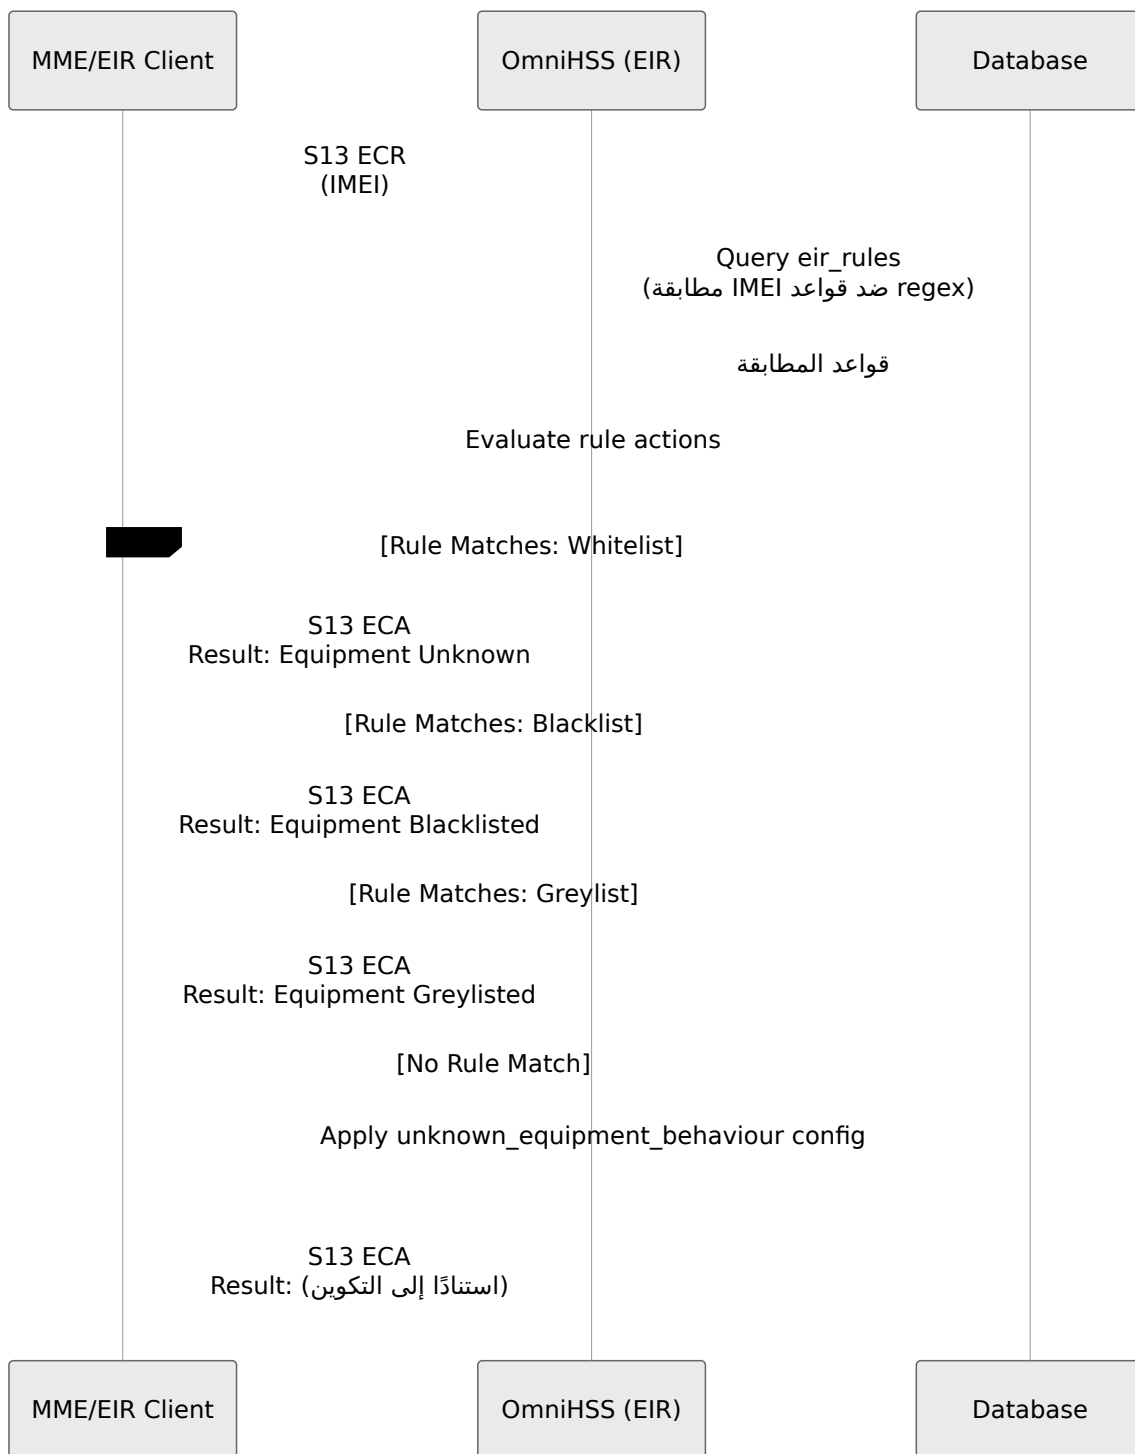 MME/EIR Client
OmniHSS (EIR)
Database
S13 ECR
(IMEI)
Query eir_rules
(مطابقة IMEI ضد قواعد regex)
قواعد المطابقة
Evaluate rule actions
[Rule Matches: Whitelist]
S13 ECA
Result: Equipment Unknown
[Rule Matches: Blacklist]
S13 ECA
Result: Equipment Blacklisted
[Rule Matches: Greylist]
S13 ECA
Result: Equipment Greylisted
[No Rule Match]
Apply unknown_equipment_behaviour config
S13 ECA
Result: (استنادًا إلى التكوين)
MME/EIR Client
OmniHSS (EIR)
Database